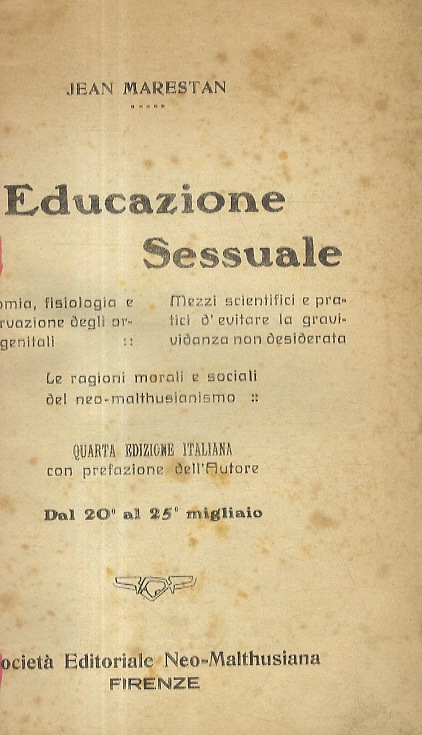 JEAN MARESTAN
Educazione
Sessuale
omia, fisiologia e
rvazione degli or-
genitali ::
Mezzi scientifici e pra-
tici d'evitare la gravi-
vidanza non desiderata
Le ragioni morali e sociali
del neo-malthusianismo ::
QUARTA EDIZIONE ITALIANA
con prefazione dell'Autore
Dal 20° al 25° migliaio
ocietà Editoriale Neo-Malthusiana
FIRENZE